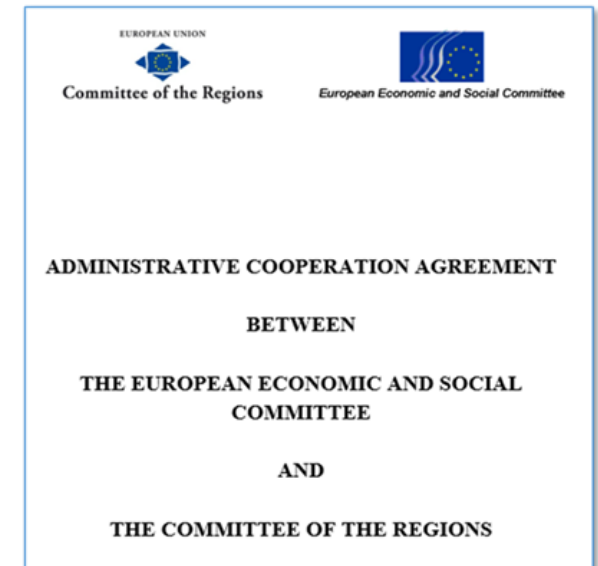 EUROPEAN UNION
Committee of the Regions
European Economic and Social Committee
ADMINISTRATIVE COOPERATION AGREEMENT
BETWEEN
THE EUROPEAN ECONOMIC AND SOCIAL
COMMITTEE
AND
THE COMMITTEE OF THE REGIONS